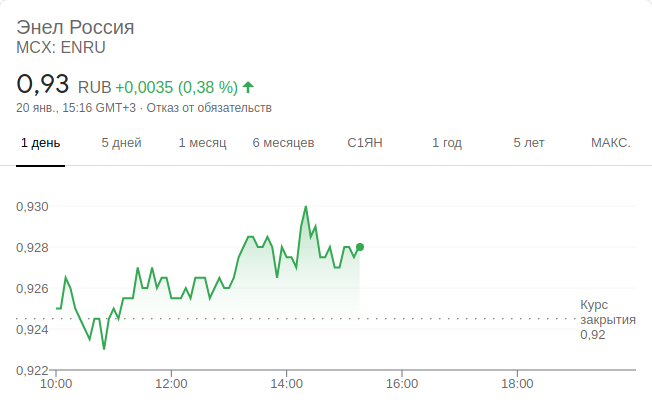 Энел Россия
MCX: ENRU
0,93 RUB +0,0035 (0,38 %)
20 янв., 15:16 GMT+3 · Отказ от обязательств
1 день 5 дней 1 месяц 6 месяцев С1ЯН 1 год 5 лет МАКС.
0,930
0,928
0,926
0,924
0,922
Курс
закрытия
0,92
10:00 12:00 14:00 16:00 18:00